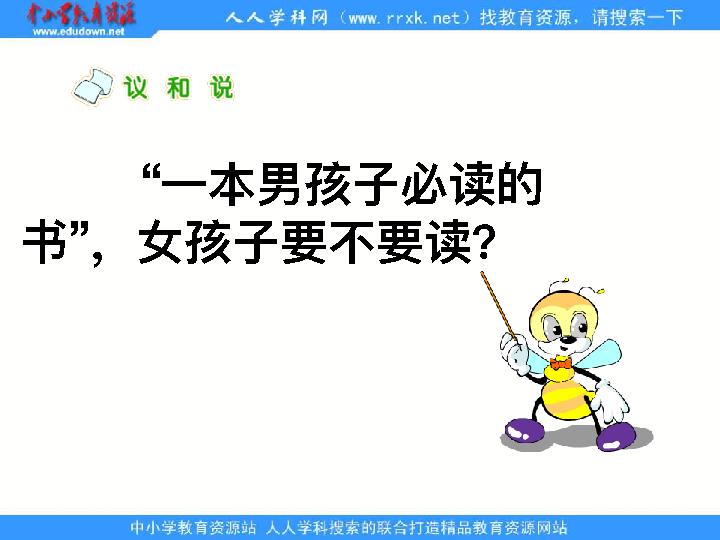 中小学教育资源
www.edudown.net
人人学科网（www.rrxk.net）找教育资源，请搜索一下
议 和 说
“一本男孩子必读的
书”，女孩子要不要读？
中小学教育资源站 人人学科搜索的联合打造精品教育资源网站